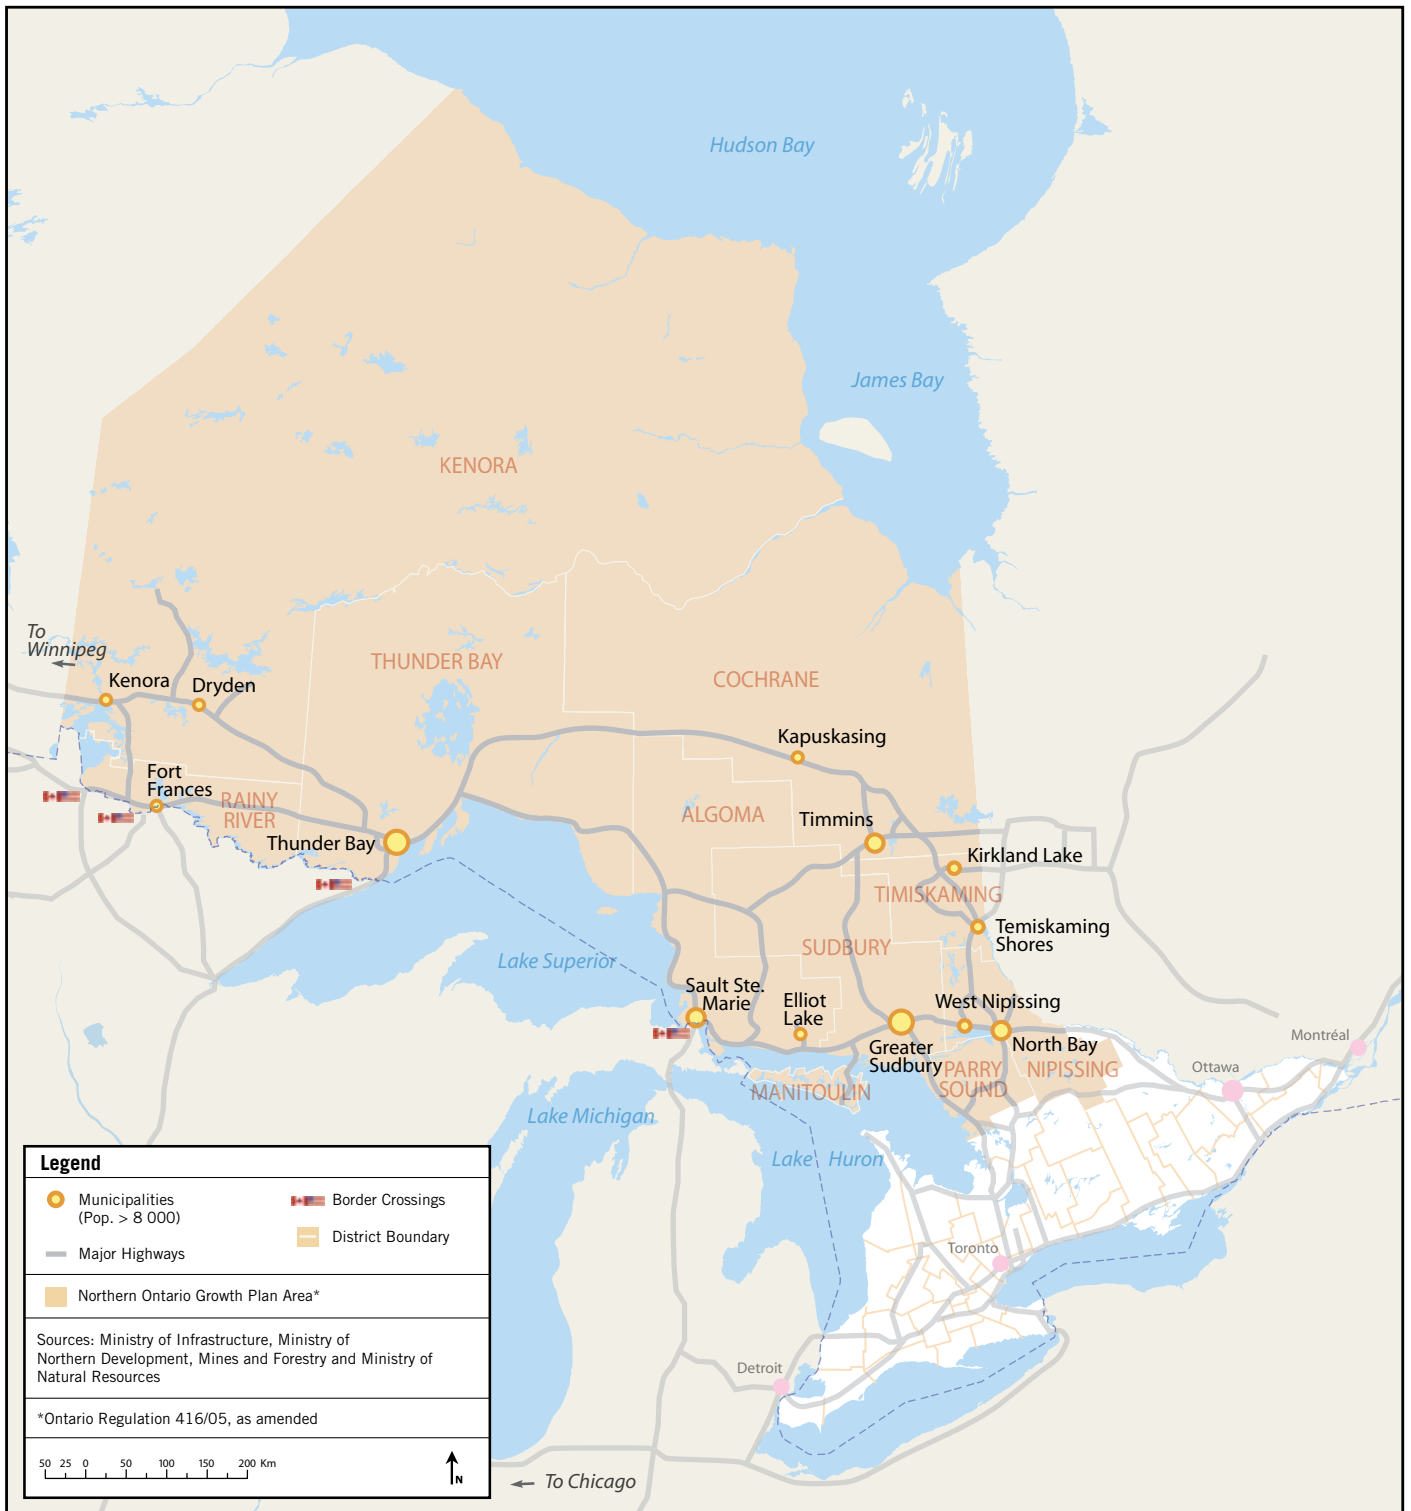 Hudson Bay
James Bay
KENORA
To
Winnipeg
THUNDER BAY
COCHRANE
Kenora
Dryden
Kapuskasing
Fort
Frances
RAINY
RIVER
ALGOMA
Timmins
Thunder Bay
Kirkland Lake
TIMISKAMING
Temiskaming
Shores
SUDBURY
Lake Superior
Sault Ste.
Marie
Elliot
Lake
West Nipissing
Greater
Sudbury
North Bay
Montréal
PARRY
SOUND
NIPISSING
Ottawa
MANITOULIN
Lake Michigan
Lake Huron
Toronto
Detroit
To Chicago
Legend
Municipalities
(Pop. > 8 000)
Border Crossings
District Boundary
Major Highways
Northern Ontario Growth Plan Area*
Sources: Ministry of Infrastructure, Ministry of
Northern Development, Mines and Forestry and Ministry of
Natural Resources
*Ontario Regulation 416/05, as amended
50 25 0 50 100 150 200 Km
N